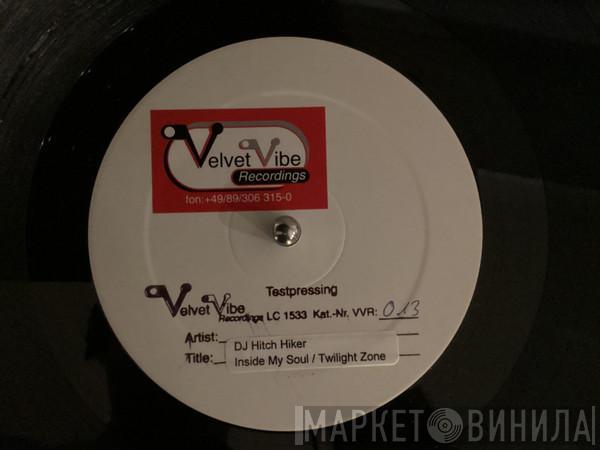 Velvet Vibe
Recordings
fon:+49/89/306 315-0
Testpressing
Velvet Vibe
Recordings LC 1533 Kat.-Nr. VVR: 013
Artist: DJ Hitch Hiker
Title: Inside My Soul / Twilight Zone
МАРКЕТ ВИНИЛА